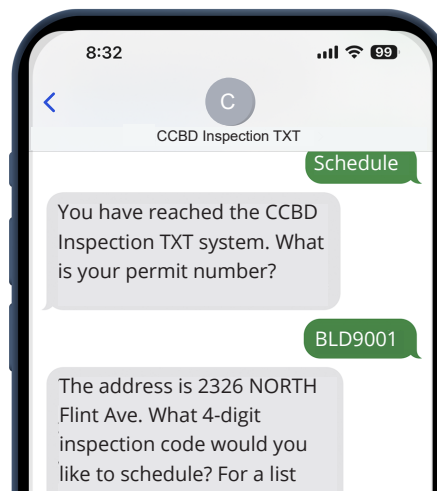 8:32
99
C
CCBD Inspection TXT
Schedule
You have reached the CCBD
Inspection TXT system. What
is your permit number?
BLD9001
The address is 2326 NORTH
Flint Ave. What 4-digit
inspection code would you
like to schedule? For a list